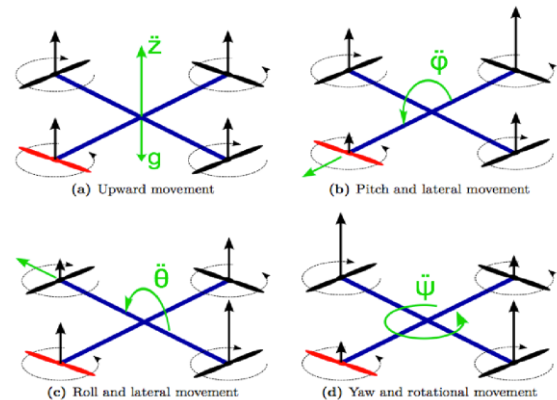 z̈
g
(a) Upward movement
φ̈
(b) Pitch and lateral movement
θ̈
(c) Roll and lateral movement
ψ̈
(d) Yaw and rotational movement